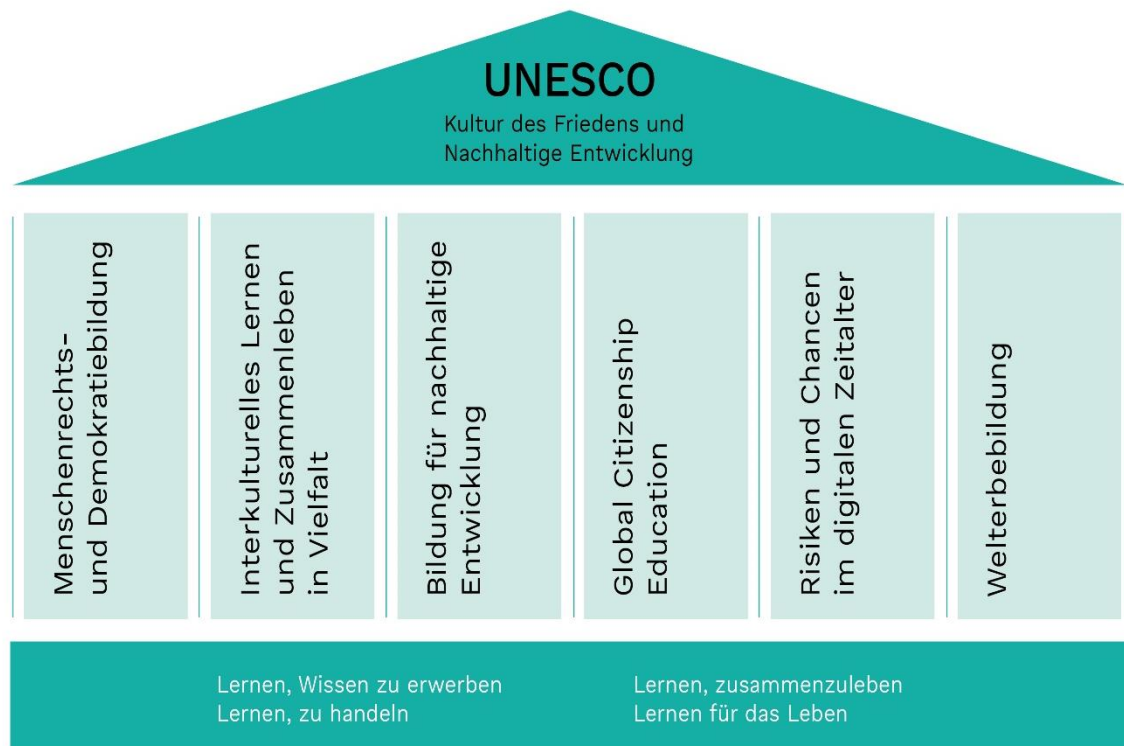 UNESCO
Kultur des Friedens und
Nachhaltige Entwicklung
Menschenrechts-
und Demokratiebildung
Interkulturelles Lernen
und Zusammenleben
in Vielfalt
Bildung für nachhaltige
Entwicklung
Global Citizenship
Education
Risiken und Chancen
im digitalen Zeitalter
Welterbebildung
Lernen, Wissen zu erwerben
Lernen, zu handeln
Lernen, zusammenzuleben
Lernen für das Leben